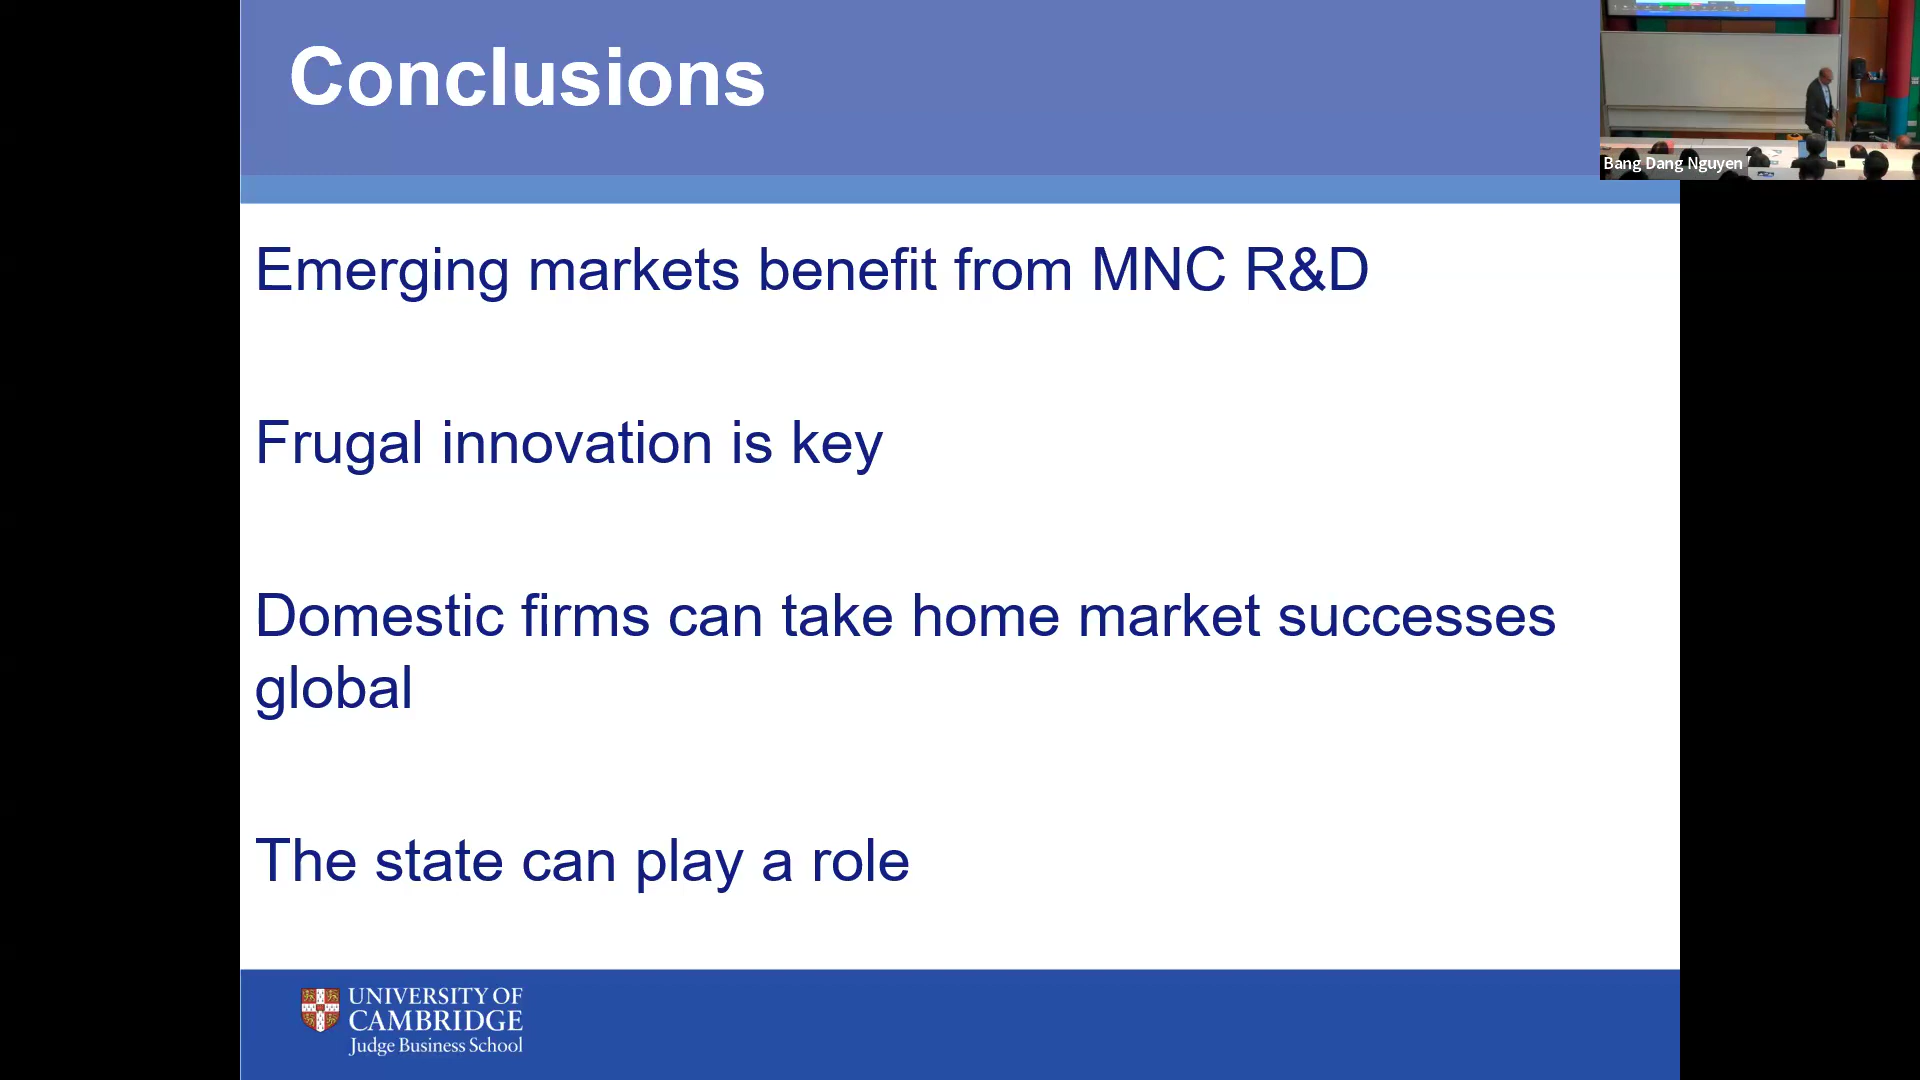 Conclusions
Bang Dang Nguyen
Emerging markets benefit from MNC R&D
Frugal innovation is key
Domestic firms can take home market successes
global
The state can play a role
UNIVERSITY OF
CAMBRIDGE
Judge Business School